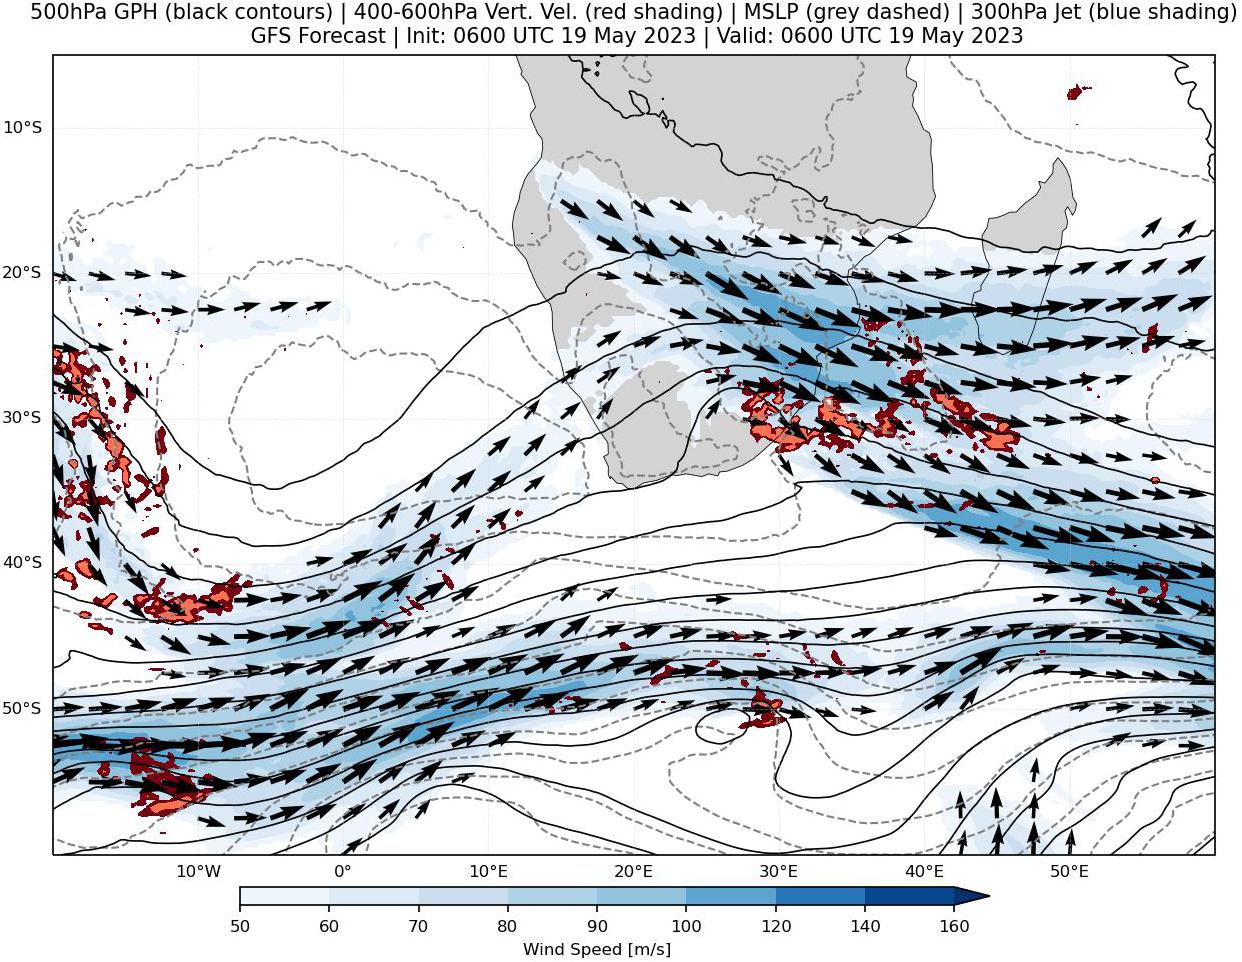 500hPa GPH (black contours) | 400-600hPa Vert. Vel. (red shading) | MSLP (grey dashed) | 300hPa Jet (blue shading)
GFS Forecast | Init: 0600 UTC 19 May 2023 | Valid: 0600 UTC 19 May 2023
10°S
20°S
30°S
40°S
50°S
10°W 0° 10°E 20°E 30°E 40°E 50°E
50 60 70 80 90 100 120 140 160
Wind Speed [m/s]